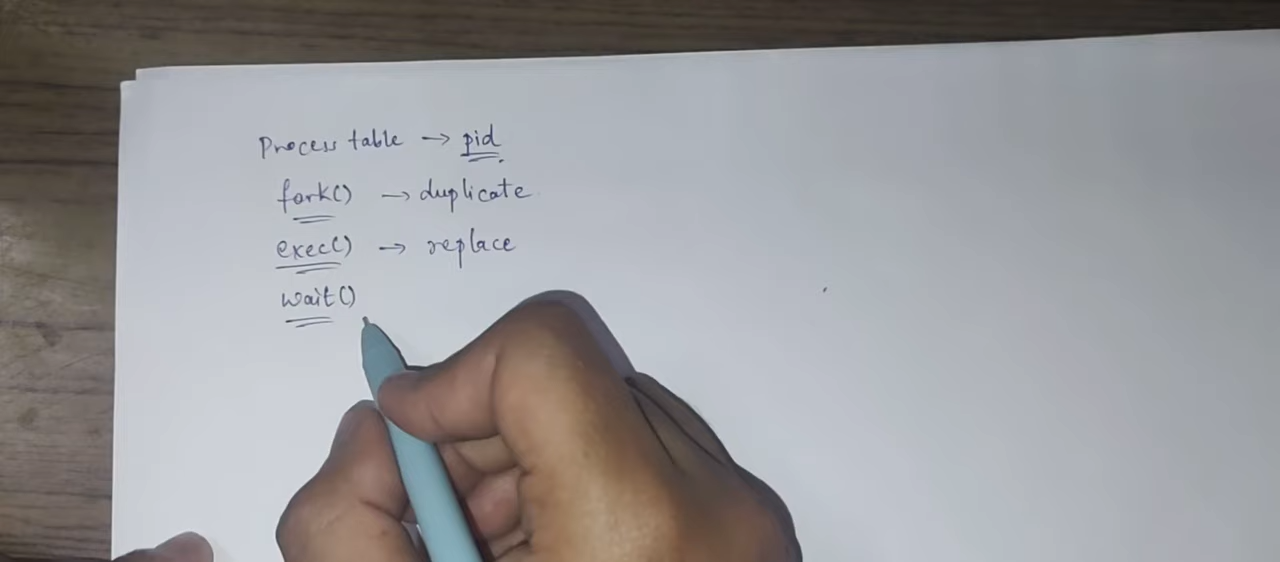 Process table → pid
fork() → duplicate
exec() → replace
wait()